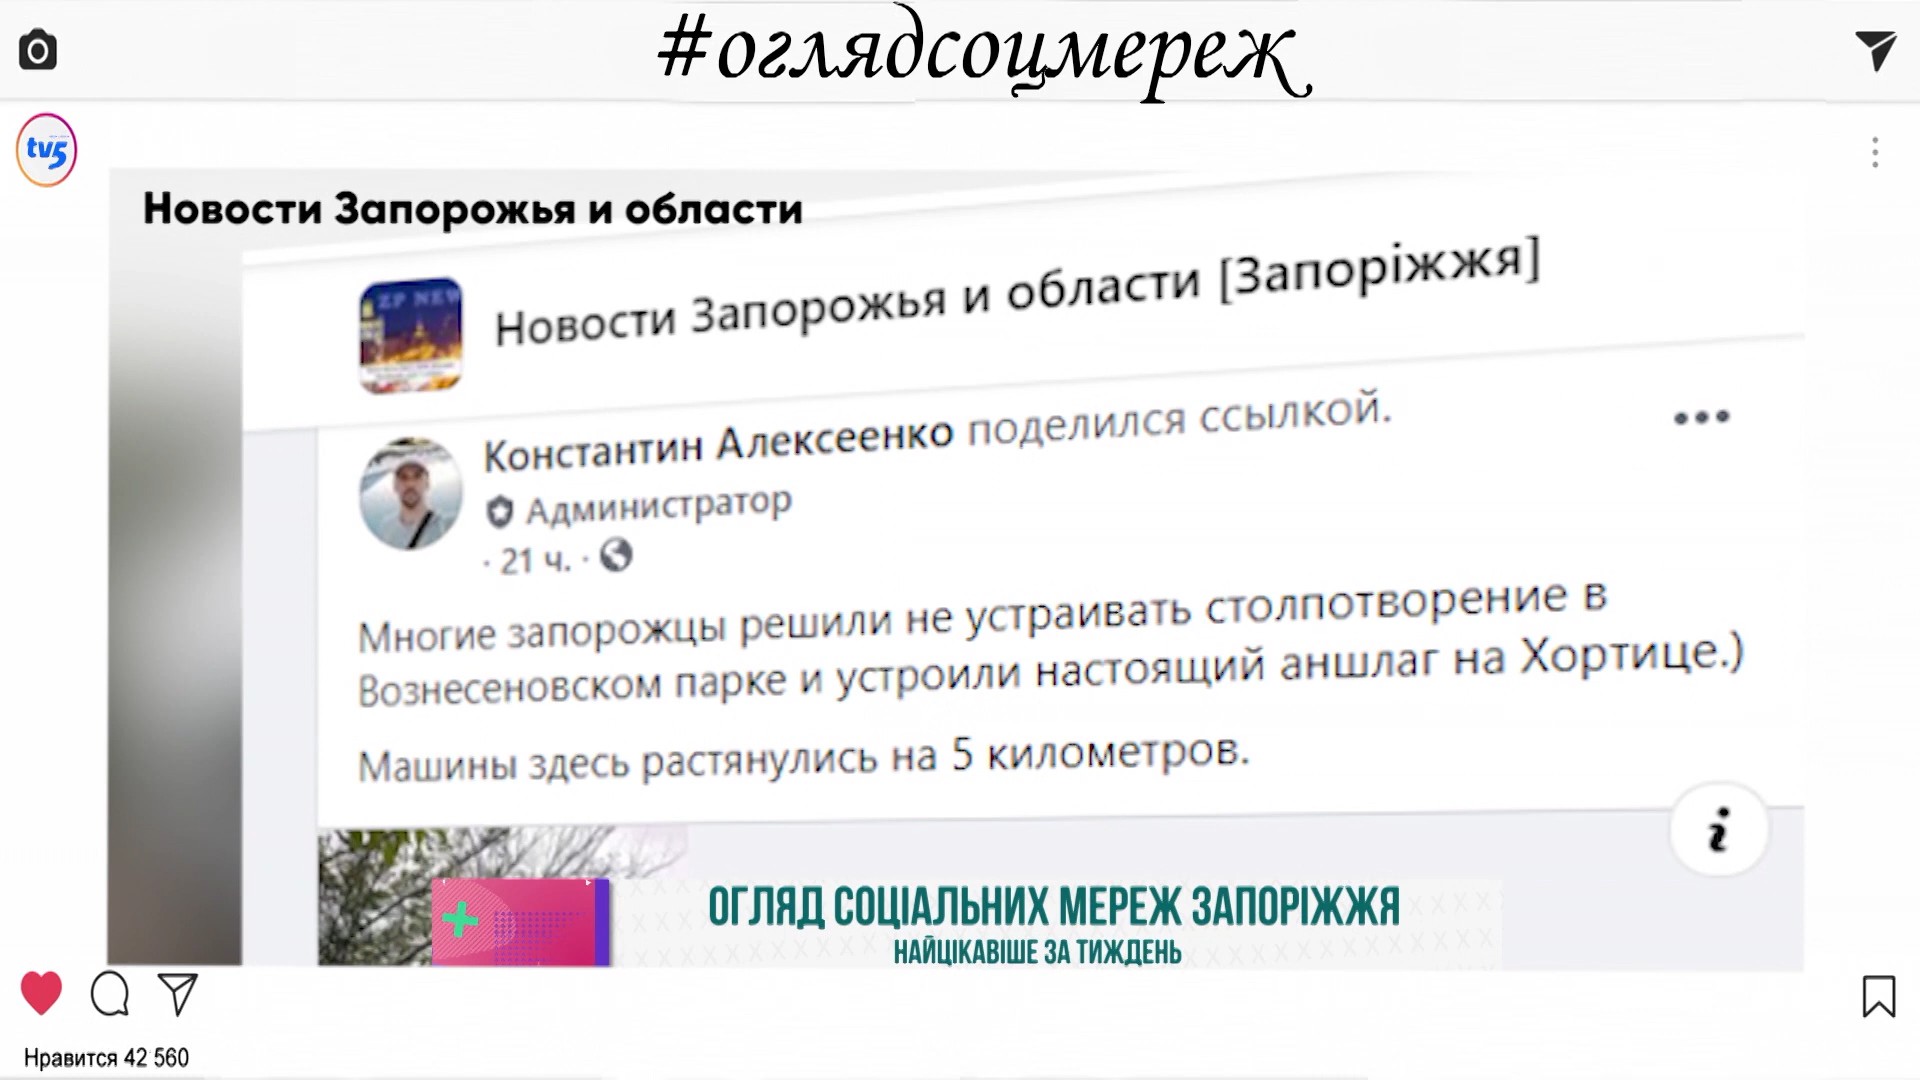 #оглядсоцмереж
tv5
Новости Запорожья и области
ZP NEW
Новости Запорожья и области [Запоріжжя]
Константин Алексеенко поделился ссылкой.
Администратор
· 21 ч. ·
Многие запорожцы решили не устраивать столпотворение в
Вознесеновском парке и устроили настоящий аншлаг на Хортице.)
Машины здесь растянулись на 5 километров.
i
ОГЛЯД СОЦІАЛЬНИХ МЕРЕЖ ЗАПОРІЖЖЯ
НАЙЦІКАВІШЕ ЗА ТИЖДЕНЬ
Нравится 42 560